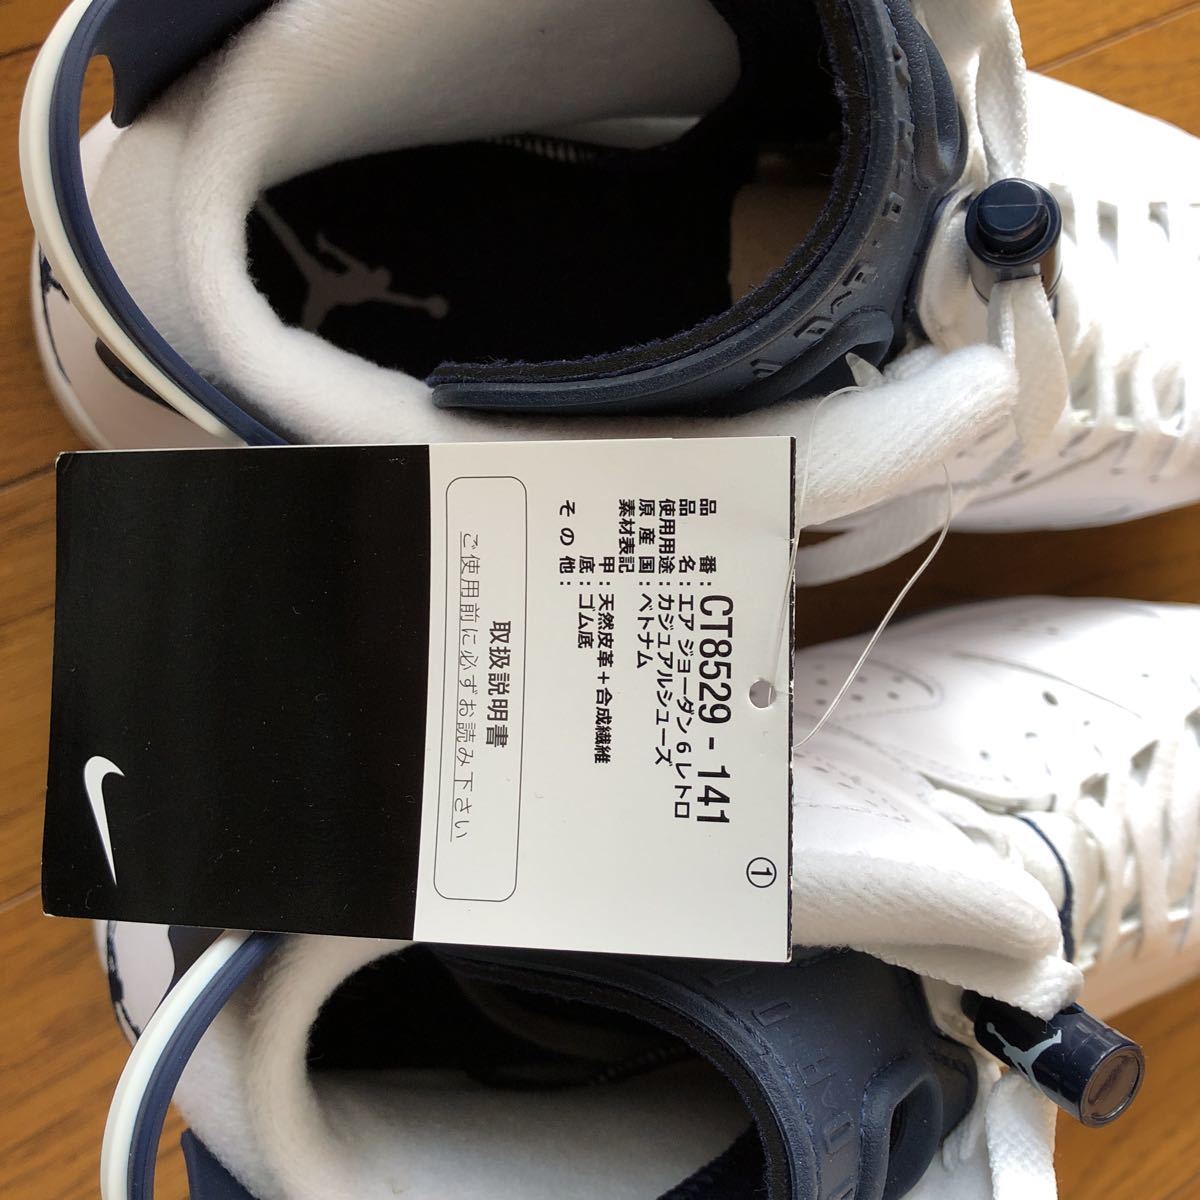 品番：CT8529-141
品名：エア ジョーダン 6 レトロ
使用用途：カジュアルシューズ
原産国：ベトナム
素材表記 甲：天然皮革＋合成繊維
底：ゴム底
その他：
取扱説明書
ご使用前に必ずお読み下さい
①